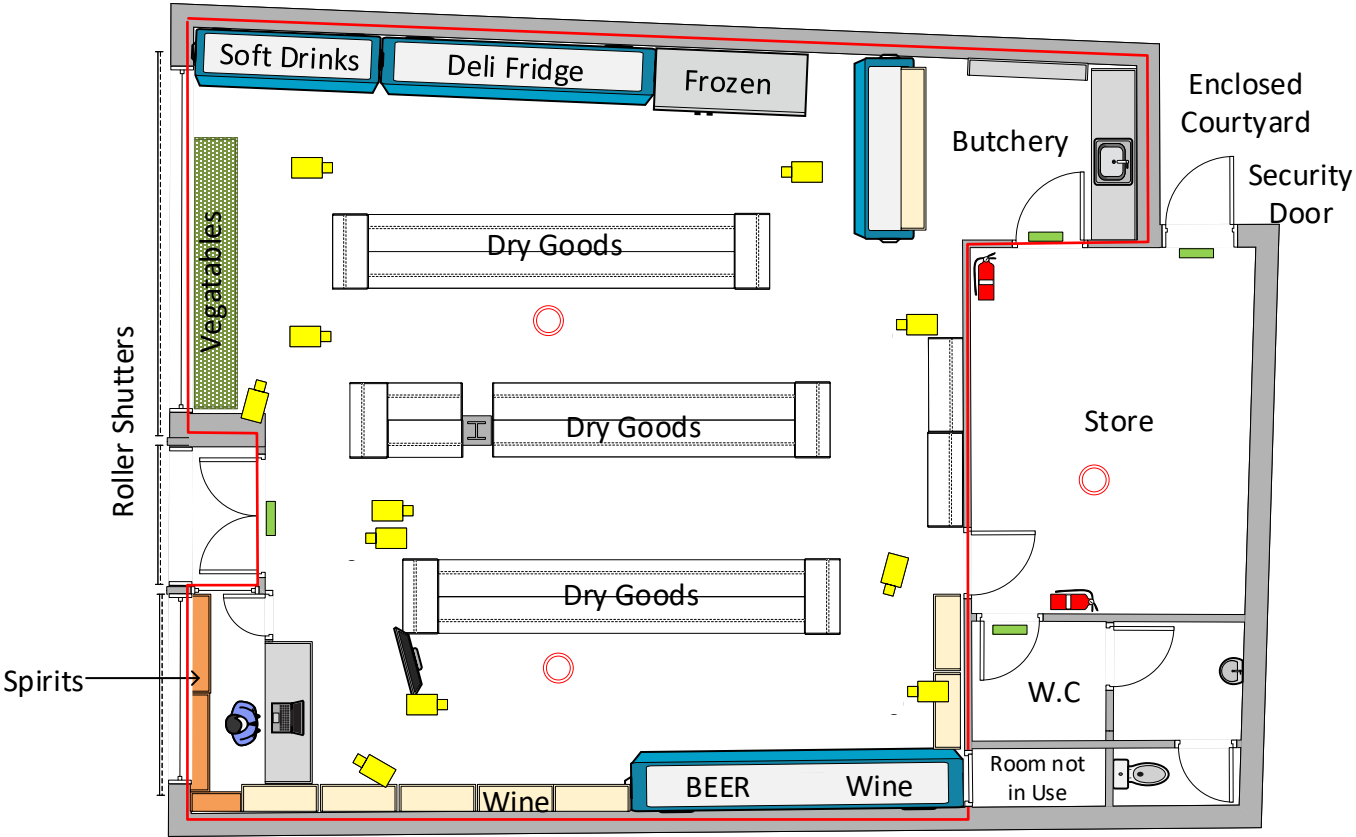 Soft Drinks
Deli Fridge
Frozen
Enclosed
Courtyard
Butchery
Security
Door
Vegatables
Dry Goods
Roller Shutters
Dry Goods
Store
Dry Goods
Spirits
W.C
BEER
Wine
Room not
in Use
Wine